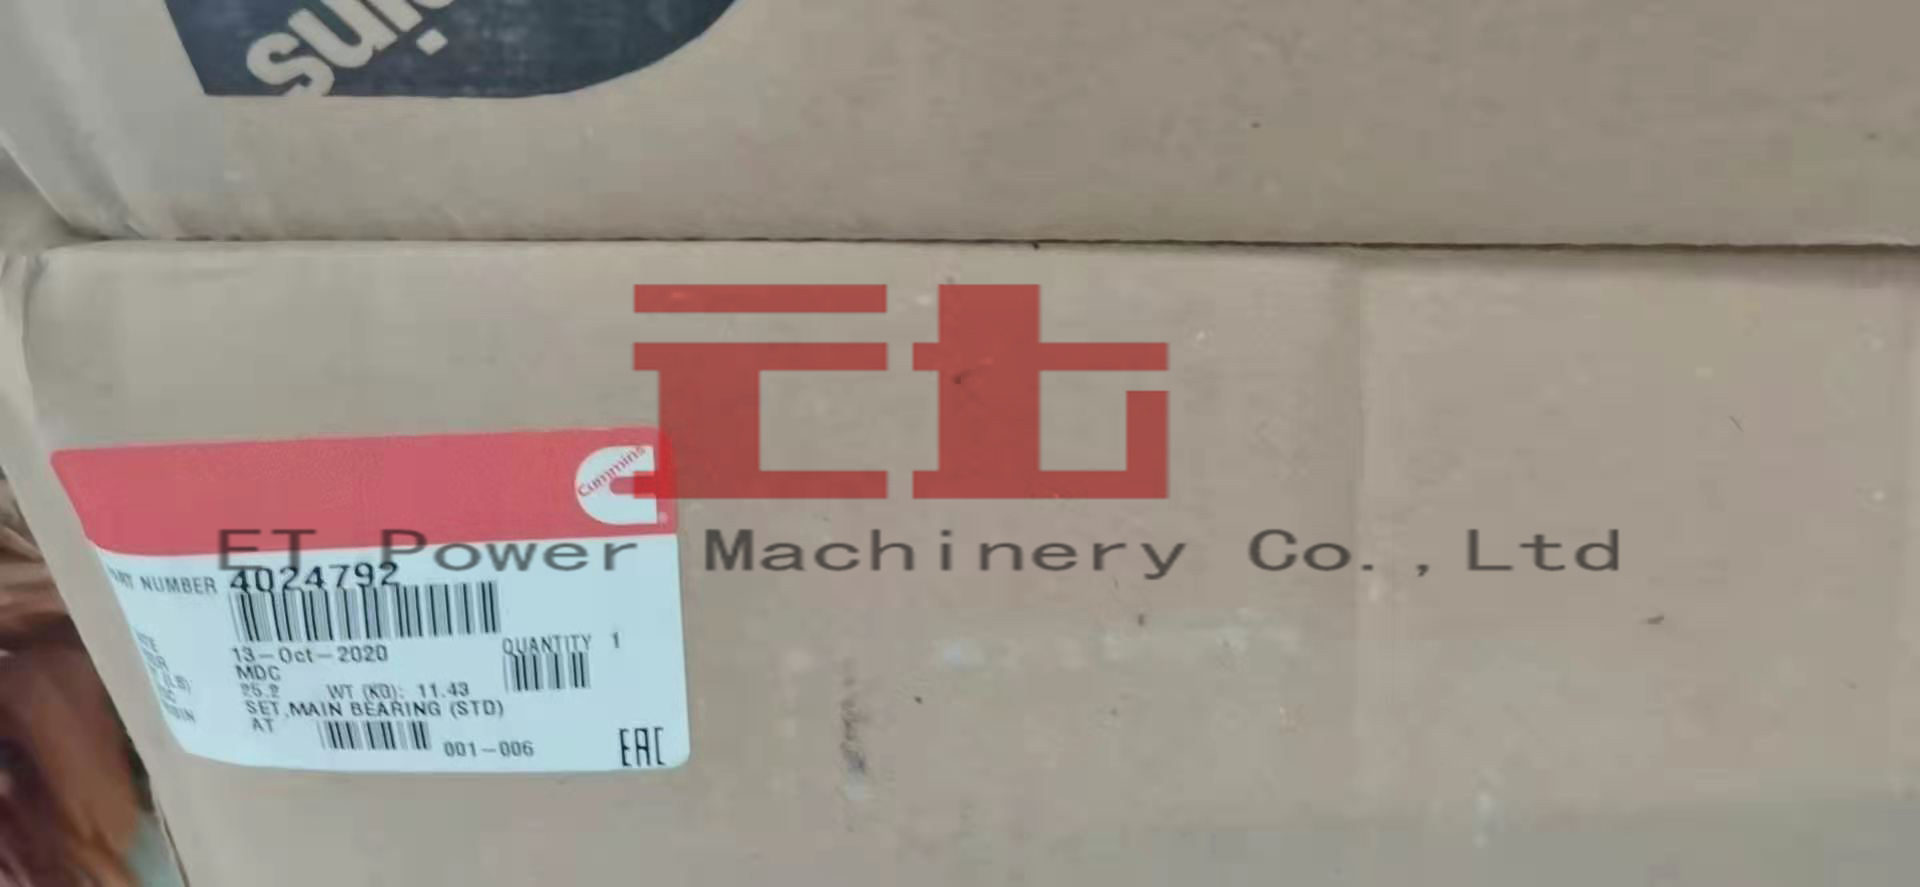 ins
Cummins
ET Power Machinery Co.,Ltd
NUMBER 4024792
13-Oct-2020
QUANTITY 1
MDC
25.2 WT (KG): 11.43
SET,MAIN BEARING (STD)
AT
001-006
EAC